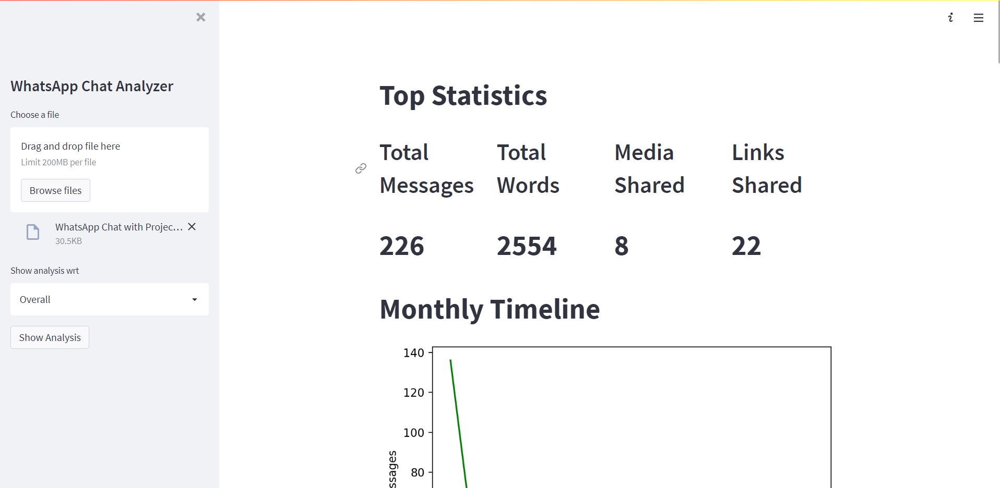 WhatsApp Chat Analyzer
Choose a file
Drag and drop file here
Limit 200MB per file
Browse files
WhatsApp Chat with Projec...
30.5KB
Show analysis wrt
Overall
Show Analysis
Top Statistics
Total Messages
Total Words
Media Shared
Links Shared
226
2554
8
22
Monthly Timeline
140
120
100
80